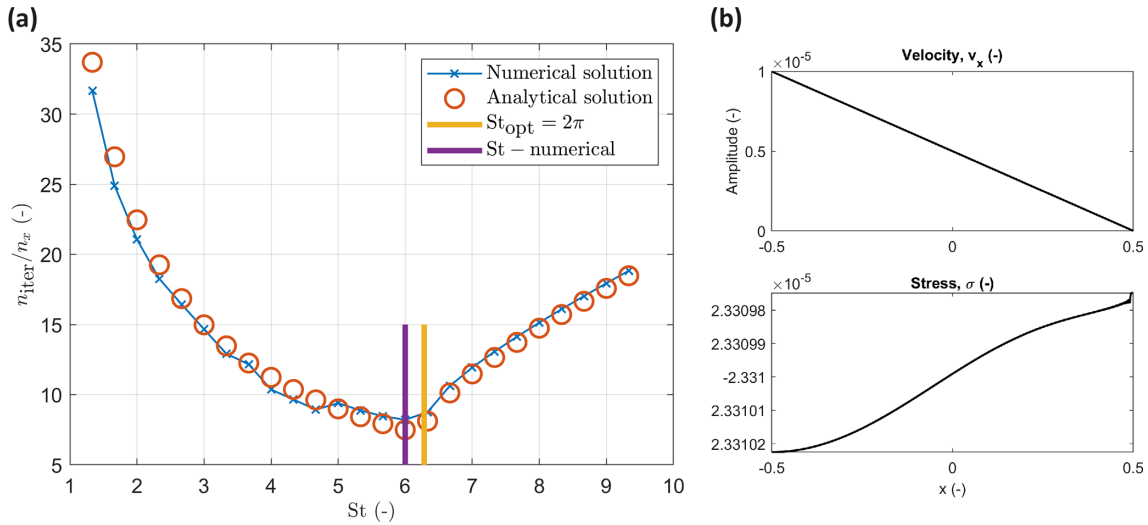 (a)
35
30
25
20
15
10
5
n_iter/n_x (-)
1 2 3 4 5 6 7 8 9 10
St (-)
Numerical solution
Analytical solution
St_opt = 2π
St − numerical
(b)
×10^-5
Velocity, v_x (-)
1
0.5
0
Amplitude (-)
-0.5 0 0.5
×10^-5
Stress, σ (-)
2.33098
2.33099
-2.331
2.33101
2.33102
-0.5 0 0.5
x (-)